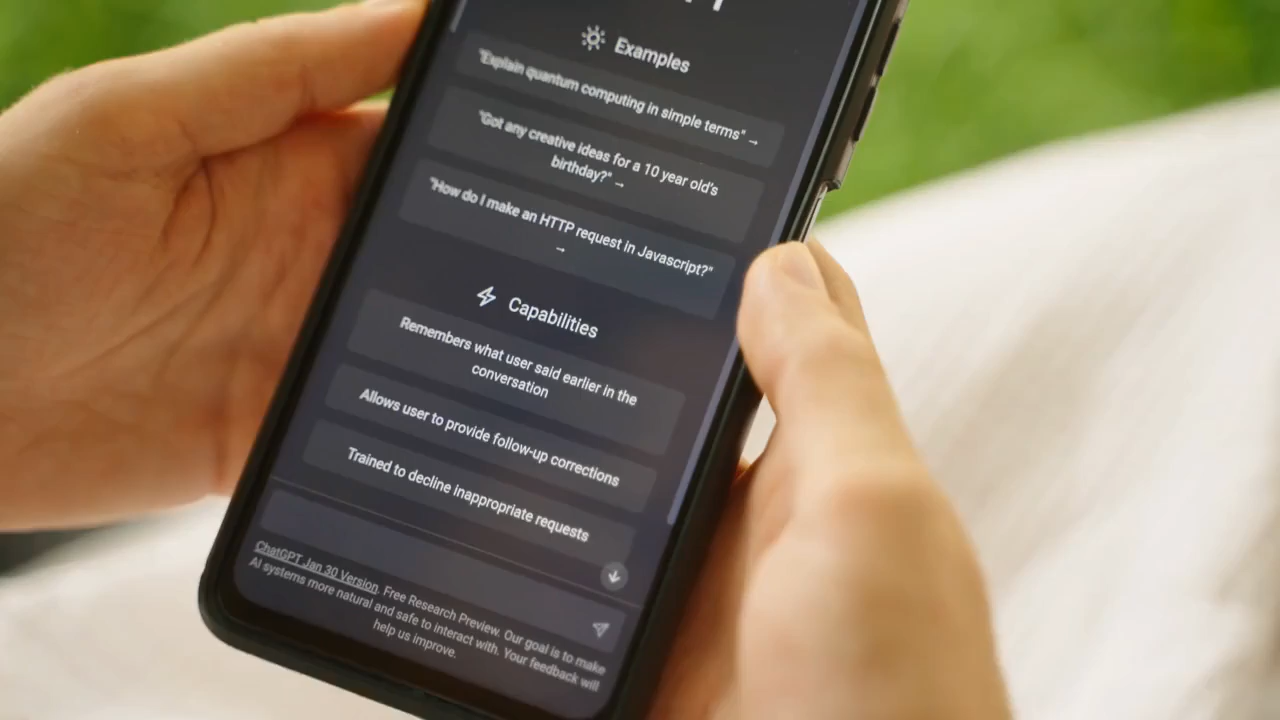 Examples
"Explain quantum computing in simple terms" →
"Got any creative ideas for a 10 year old's
birthday?" →
"How do I make an HTTP request in Javascript?"
→
Capabilities
Remembers what user said earlier in the
conversation
Allows user to provide follow-up corrections
Trained to decline inappropriate requests
ChatGPT Jan 30 Version. Free Research Preview. Our goal is to make
AI systems more natural and safe to interact with. Your feedback will
help us improve.